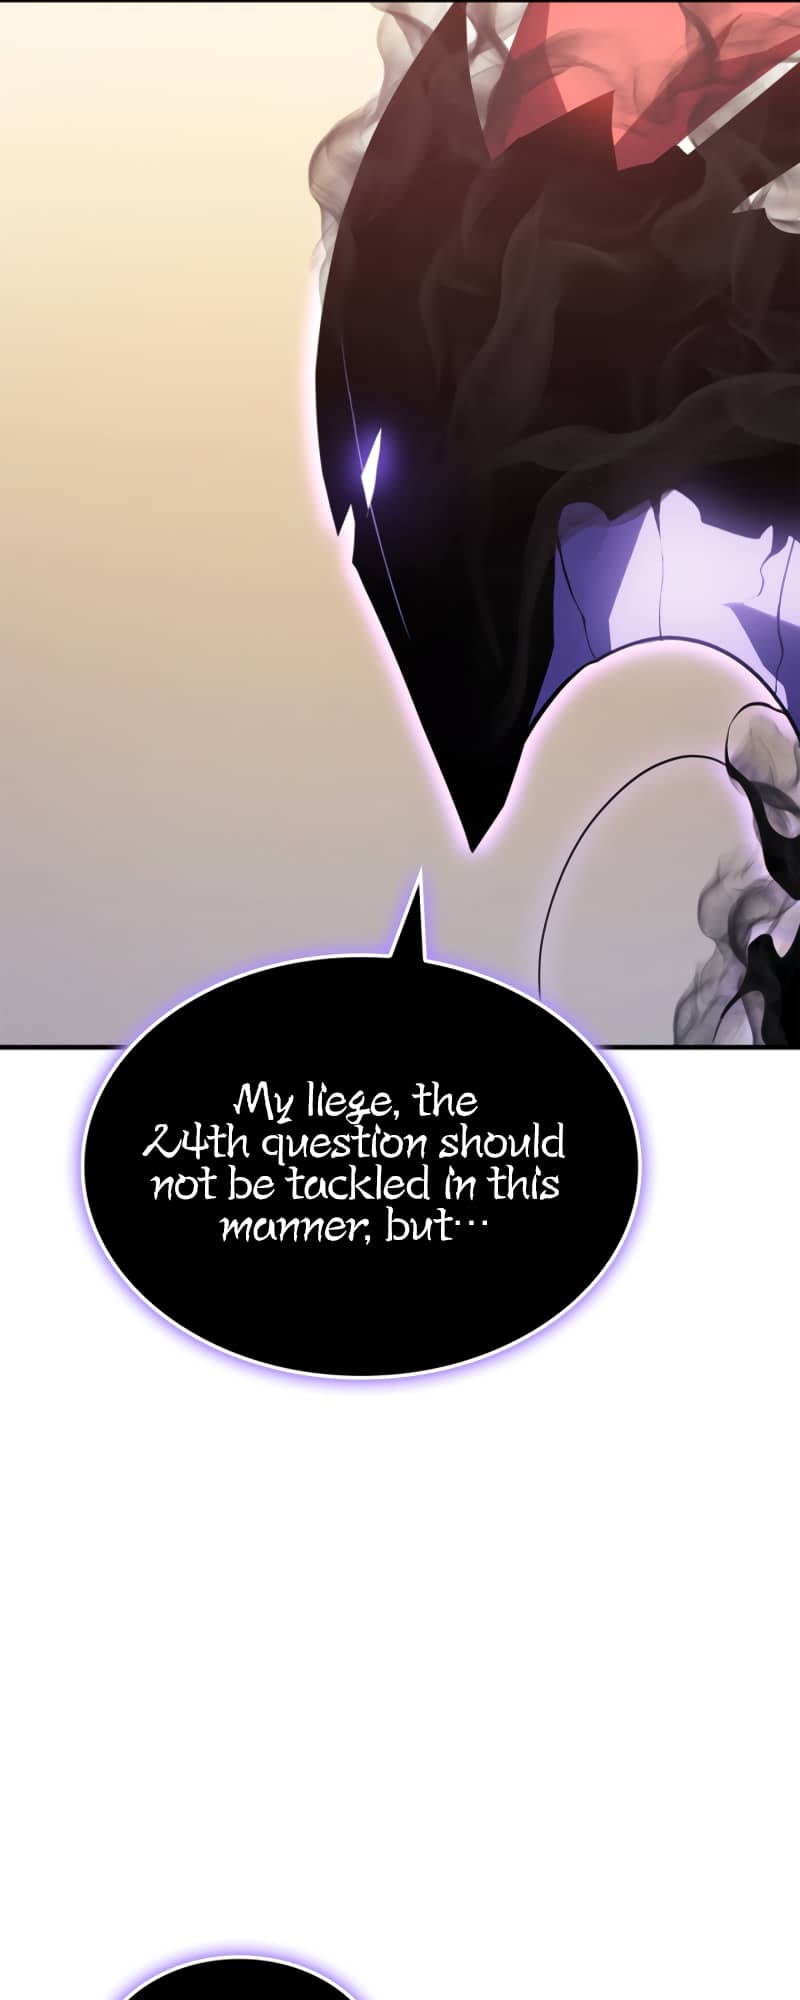 My liege, the
24th question should
not be tackled in this
manner, but…